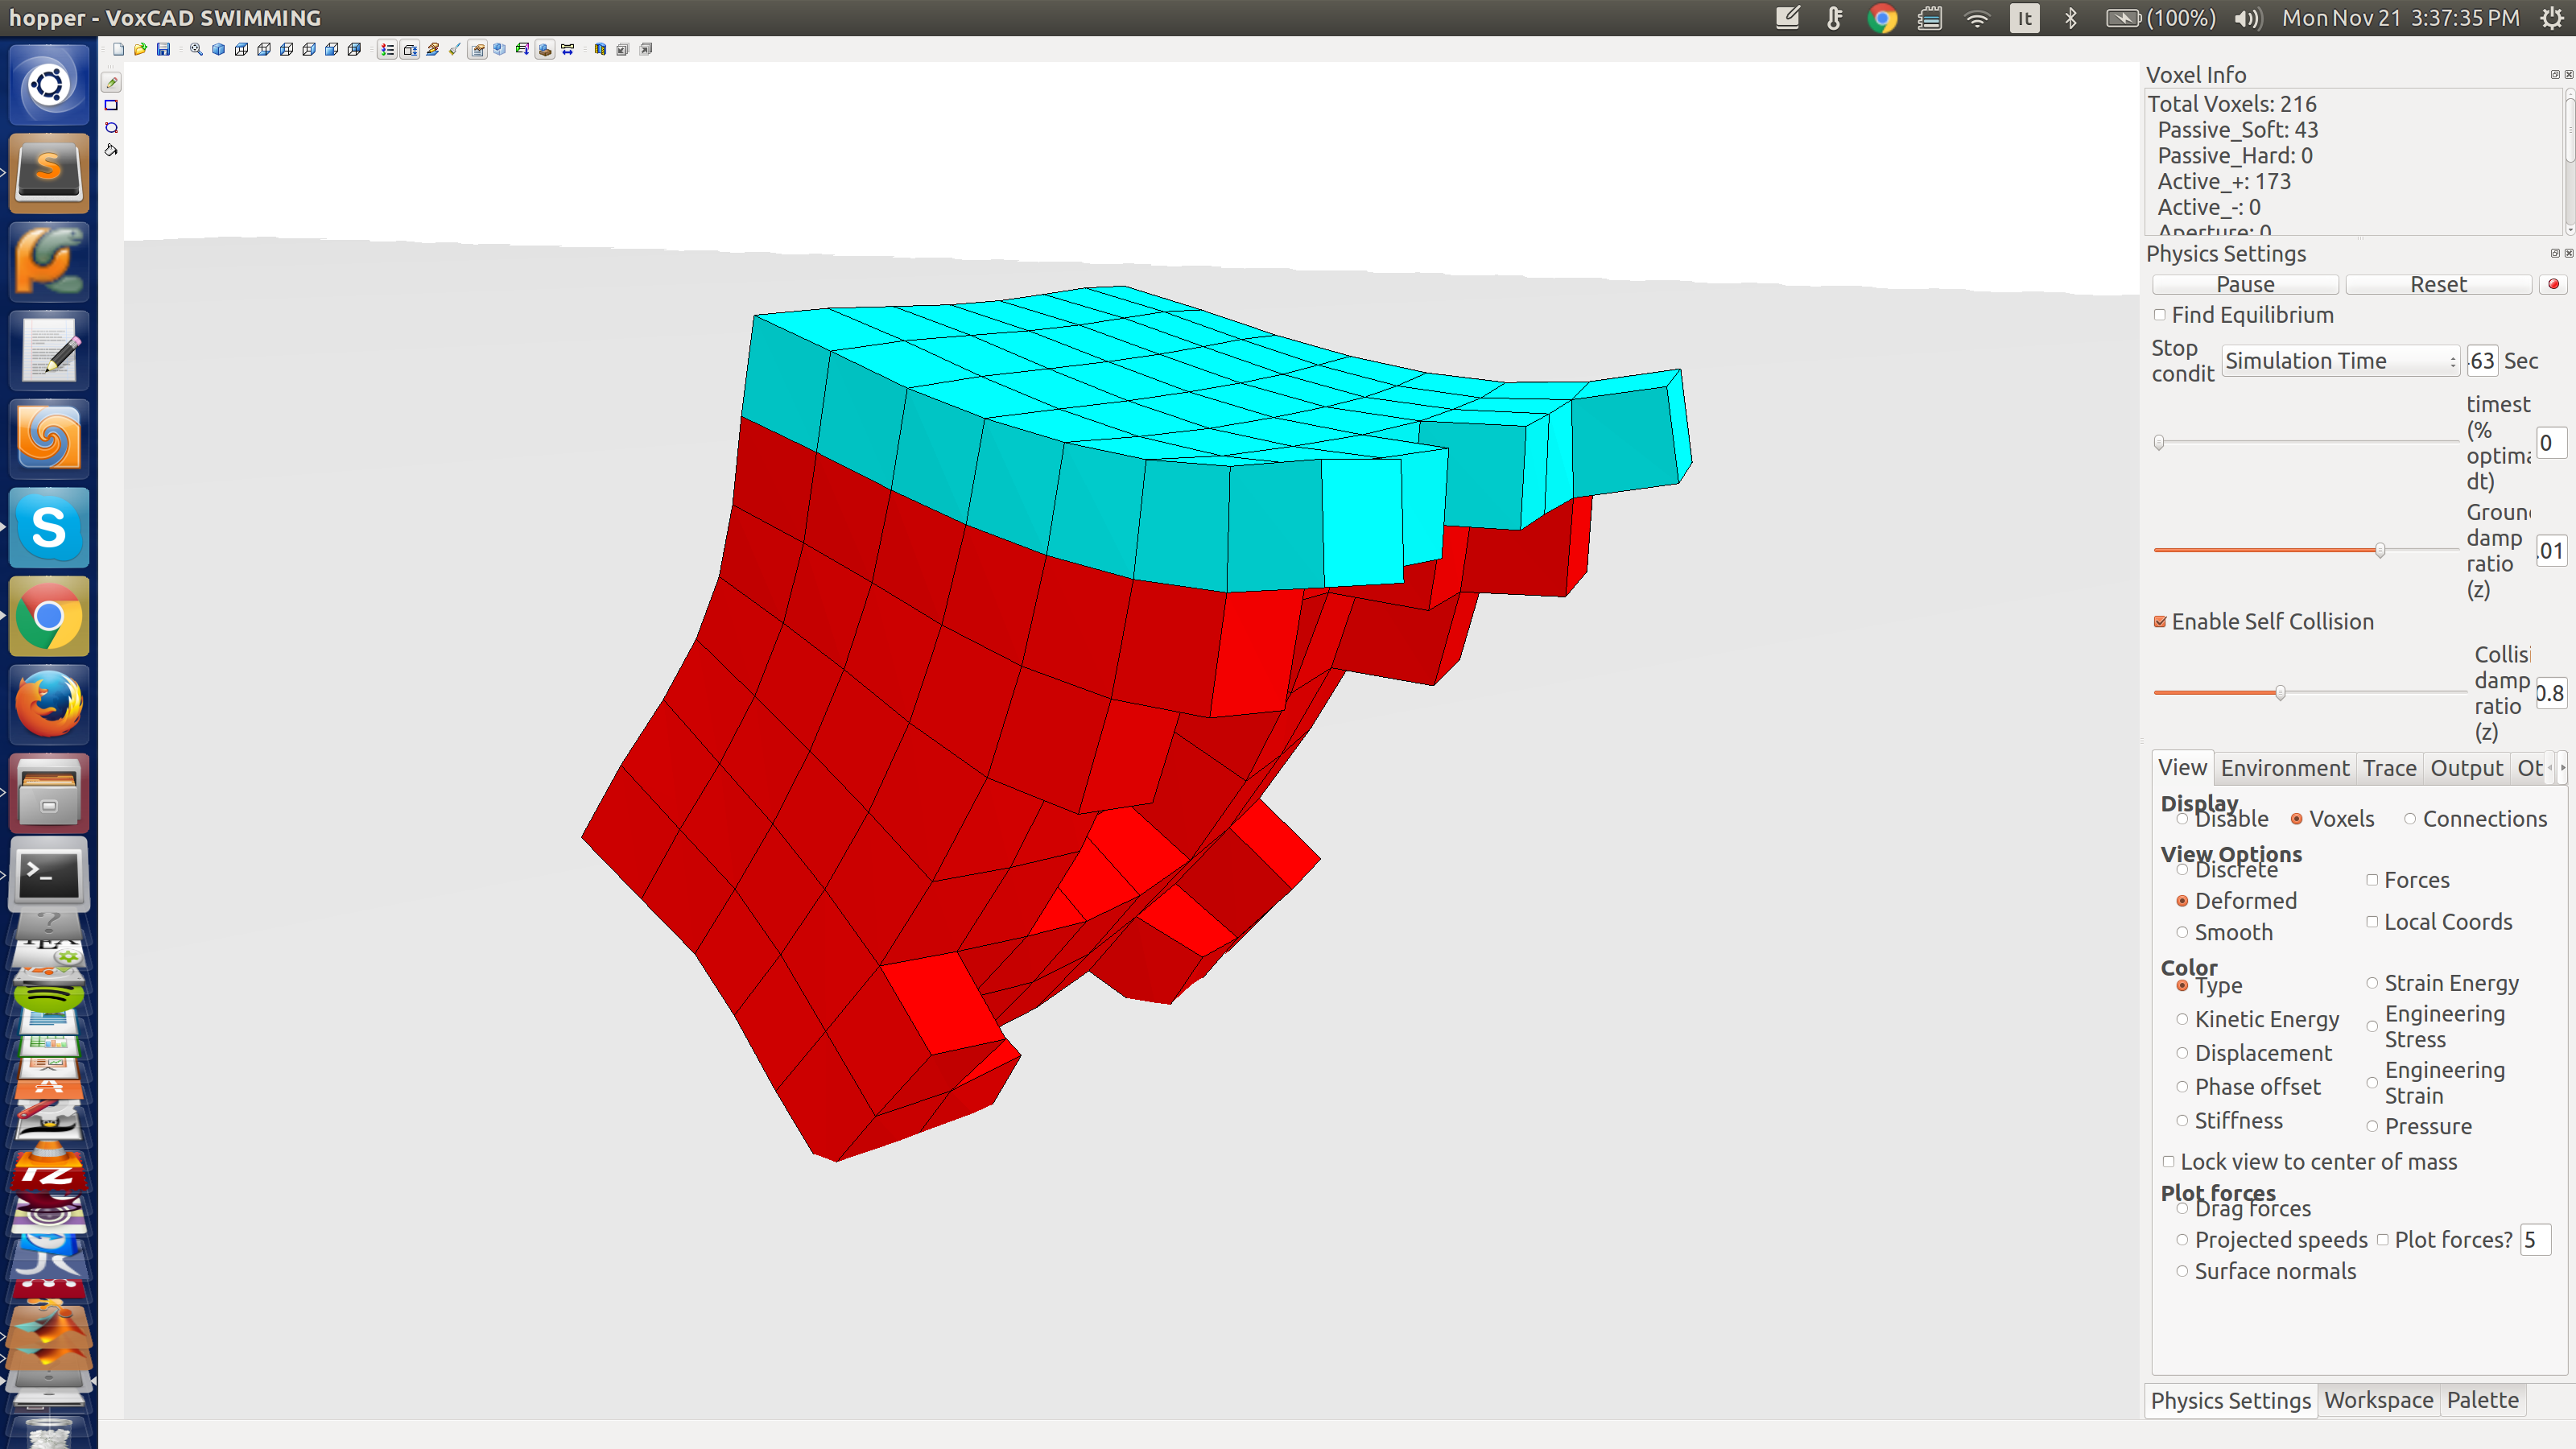 hopper - VoxCAD SWIMMING
It
(100%)
Mon Nov 21 3:37:35 PM
Voxel Info
Total Voxels: 216
Passive_Soft: 43
Passive_Hard: 0
Active_+: 173
Active_-: 0
Aperture: 0
Physics Settings
Pause
Reset
Find Equilibrium
Stop condit
Simulation Time
63 Sec
timest (% optima dt)
0
Groun damp ratio (z)
.01
Enable Self Collision
Collisi damp ratio (z)
0.8
View Environment Trace Output Ot
Display
Disable Voxels Connections
View Options
Discrete
Forces
Deformed
Local Coords
Smooth
Color
Type
Strain Energy
Kinetic Energy
Engineering Stress
Displacement
Engineering Strain
Phase offset
Stiffness
Pressure
Lock view to center of mass
Plot forces
Drag forces
Projected speeds Plot forces? 5
Surface normals
Physics Settings Workspace Palette